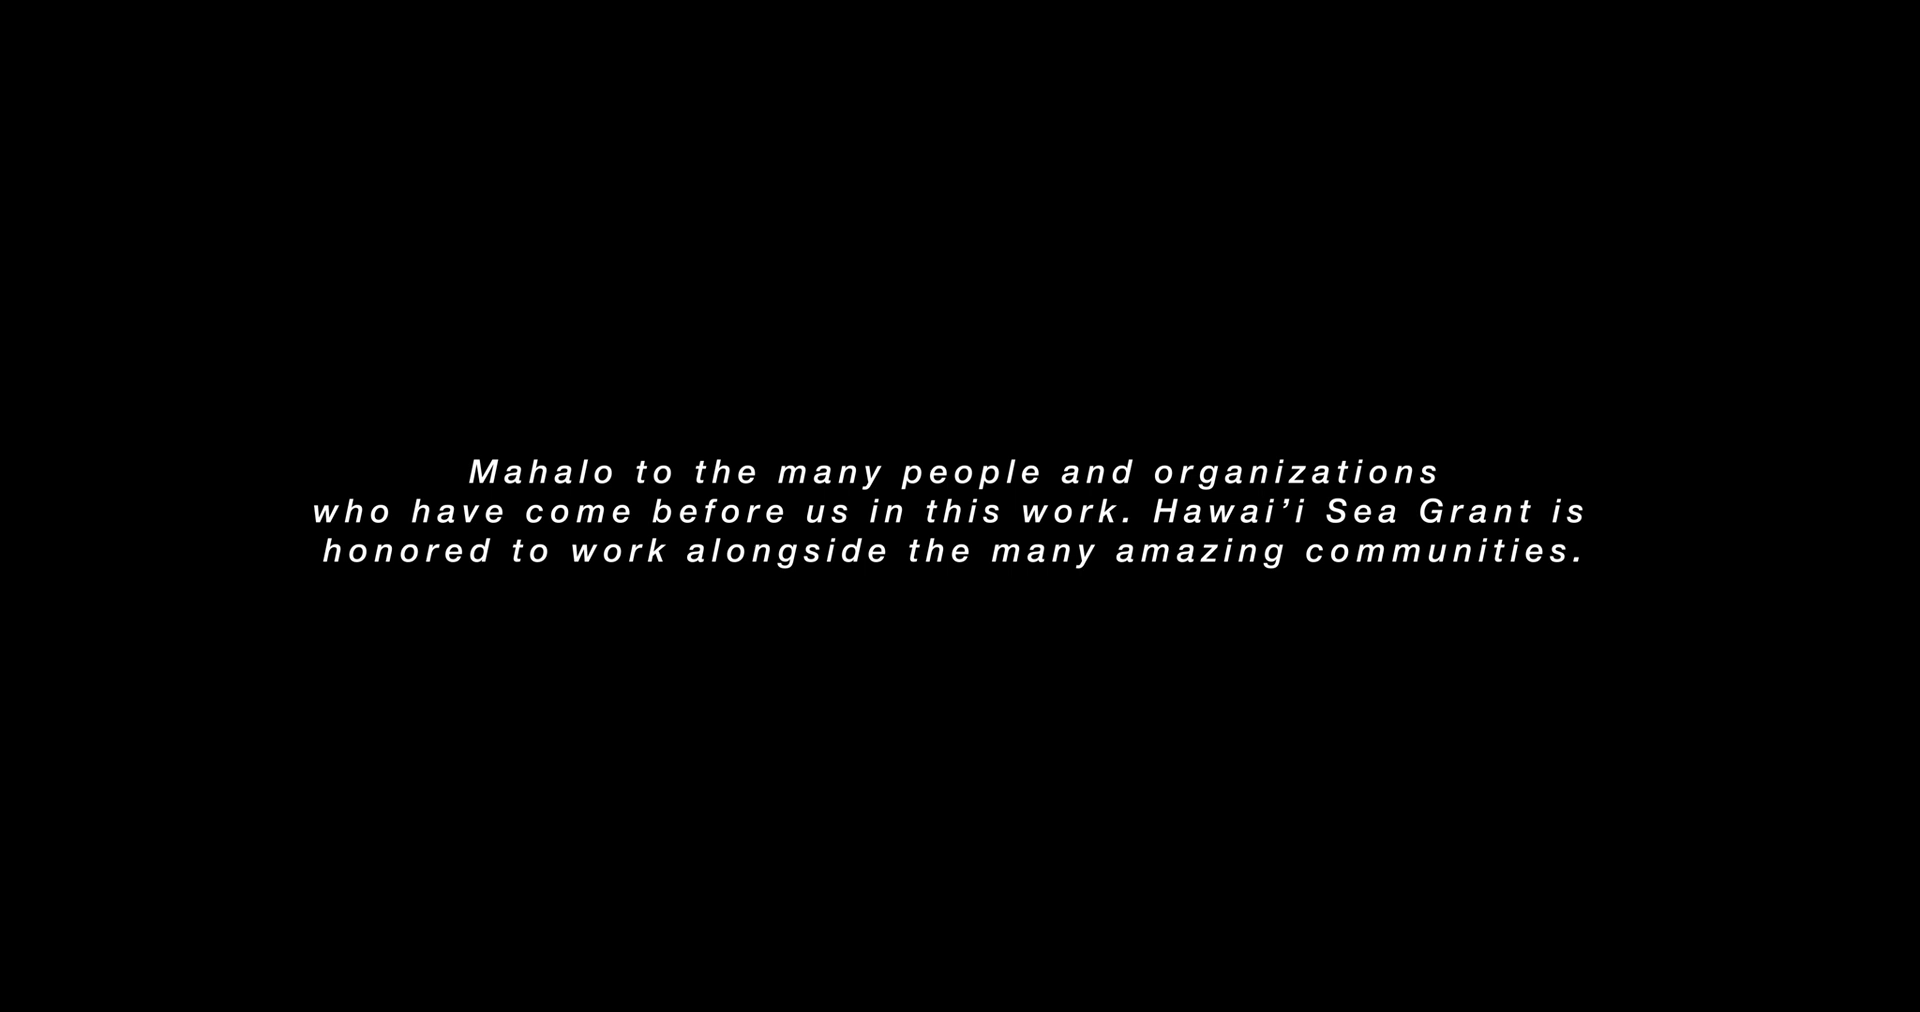 Mahalo to the many people and organizations
who have come before us in this work. Hawai’i Sea Grant is
honored to work alongside the many amazing communities.